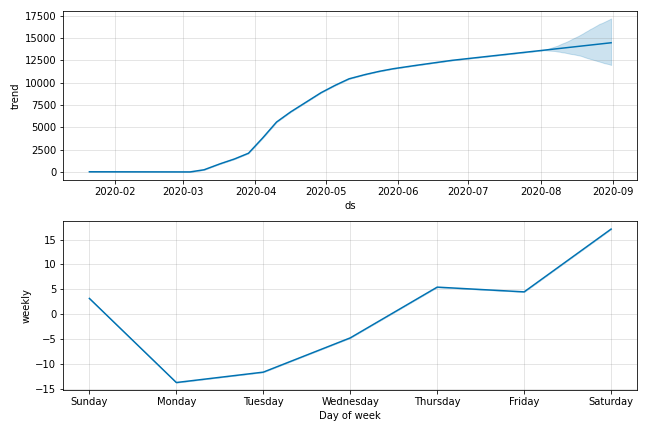 17500
15000
12500
10000
7500
5000
2500
0
trend
2020-02 2020-03 2020-04 2020-05 2020-06 2020-07 2020-08 2020-09
ds
15
10
5
0
−5
−10
−15
weekly
Sunday Monday Tuesday Wednesday Thursday Friday Saturday
Day of week